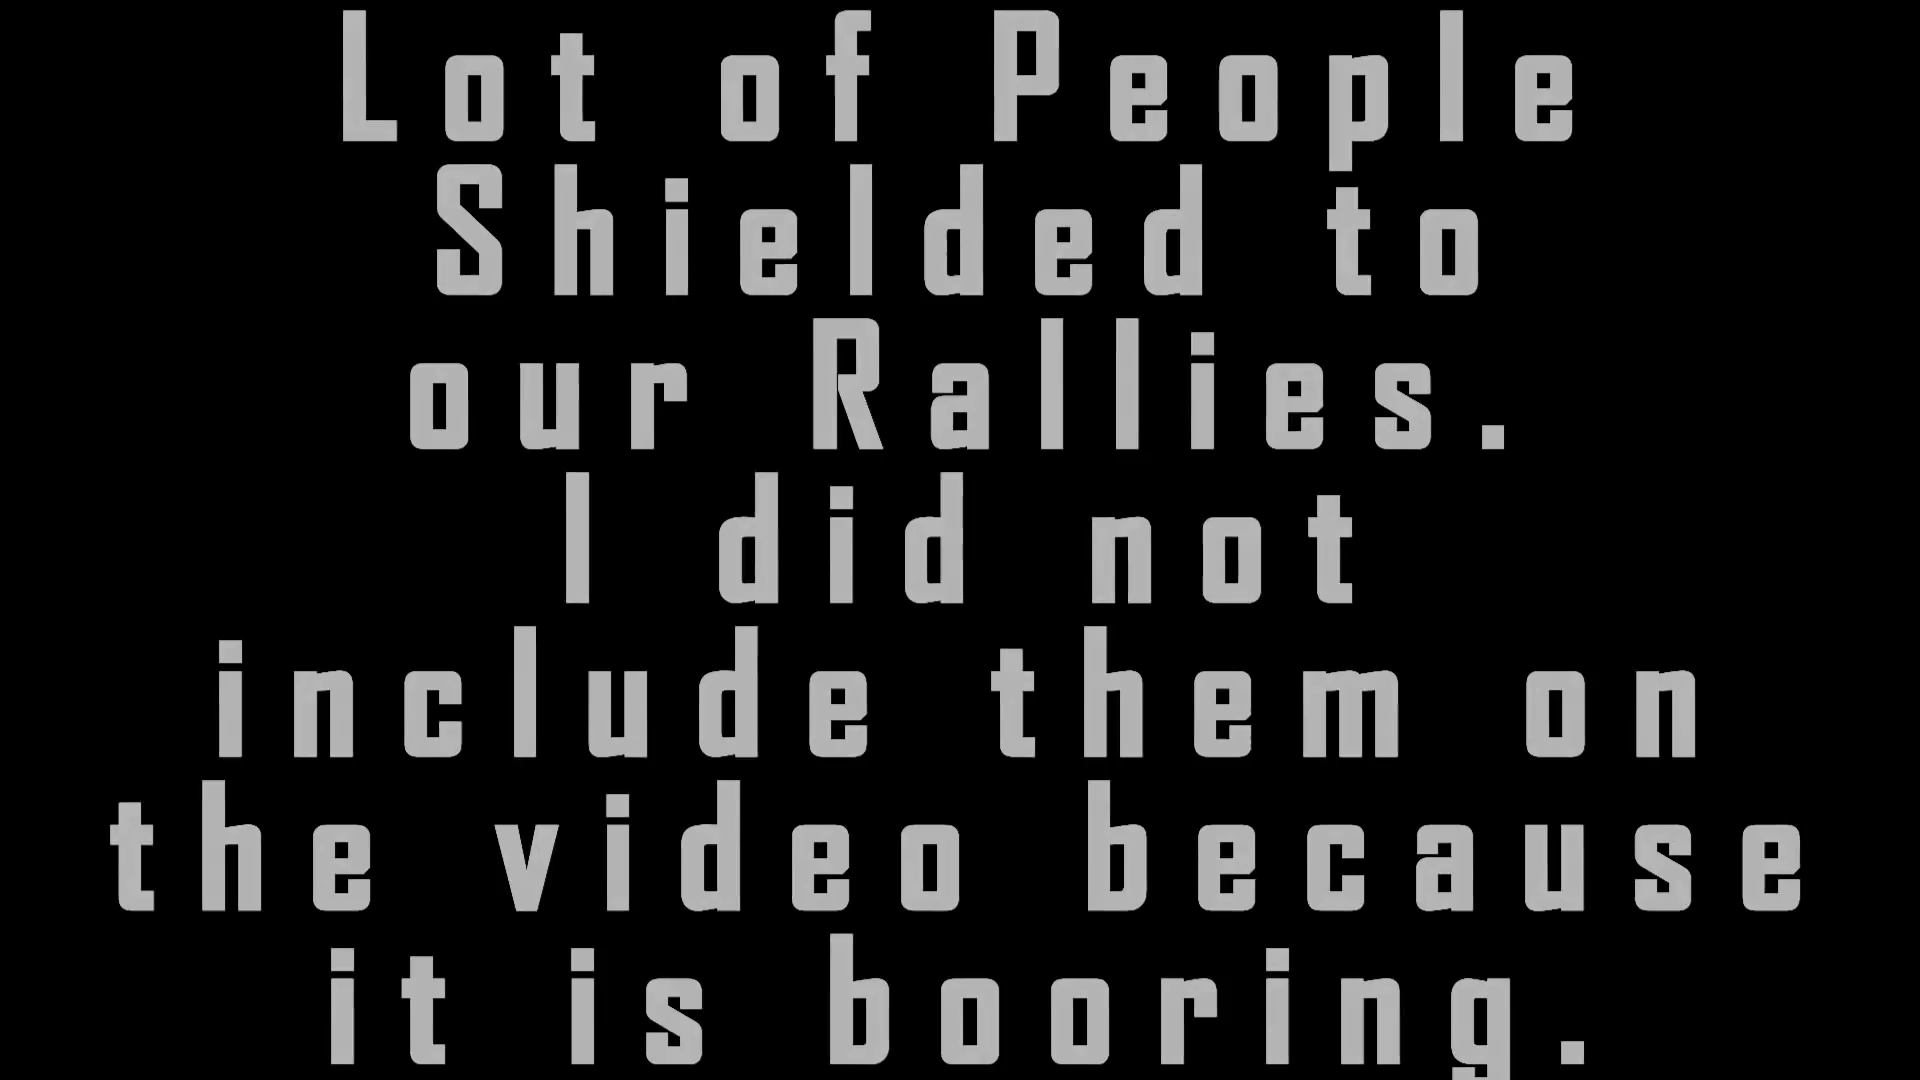 Lot of People
Shielded to
our Rallies.
I did not
include them on
the video because
it is booring.